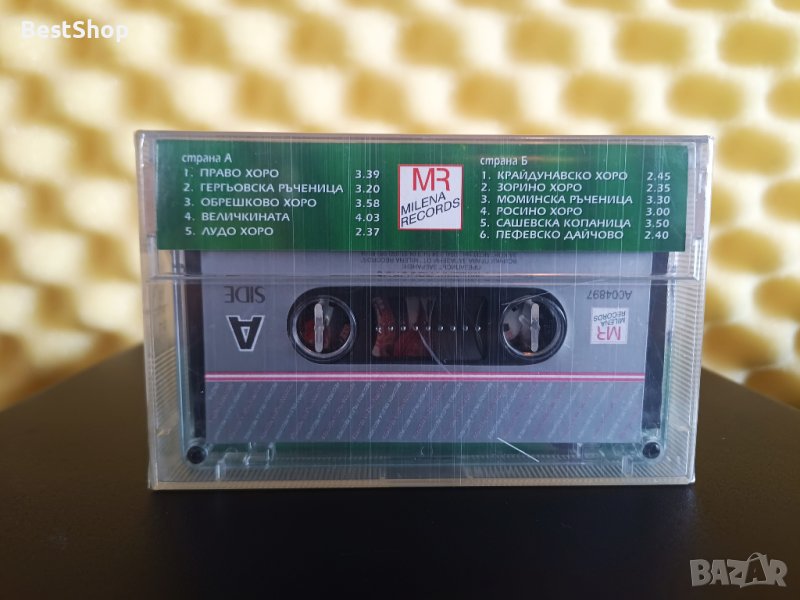 BestShop
страна А
1. ПРАВО ХОРО 3.39
2. ГЕРГЬОВСКА РЪЧЕНИЦА 3.20
3. ОБРЕШКОВО ХОРО 3.58
4. ВЕЛИЧКИНАТА 4.03
5. ЛУДО ХОРО 2.37
MR
MILENA
RECORDS
страна Б
1. КРАЙДУНАВСКО ХОРО 2.45
2. ЗОРИНО ХОРО 2.35
3. МОМИНСКА РЪЧЕНИЦА 3.30
4. РОСИНО ХОРО 3.00
5. САШЕВСКА КОПАНИЦА 3.50
6. ПЕФЕВСКО ДАЙЧОВО 2.40
SIDE
A
AC04897
MR
MILENA
RECORDS
BAZAR